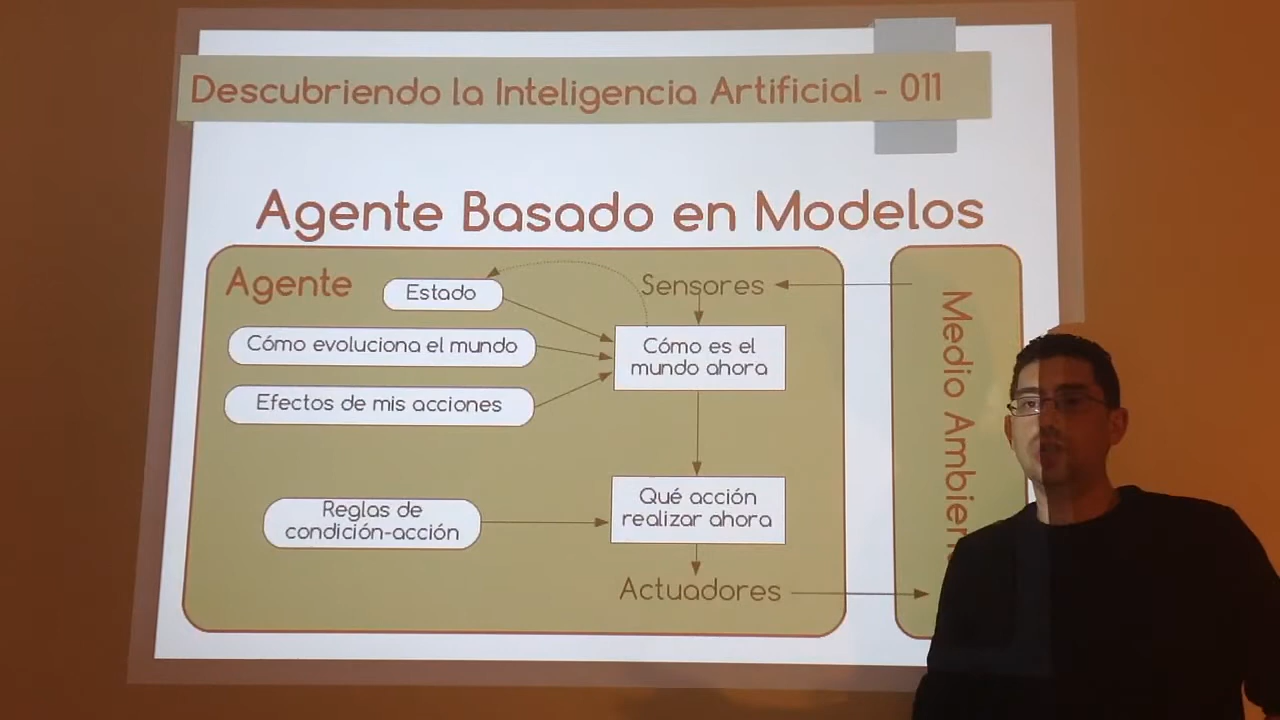 Descubriendo la Inteligencia Artificial - 011
Agente Basado en Modelos
Agente
Estado
Sensores
Cómo evoluciona el mundo
Cómo es el
mundo ahora
Efectos de mis acciones
Medio
Reglas de
condición-acción
Qué acción
realizar ahora
Actuadores